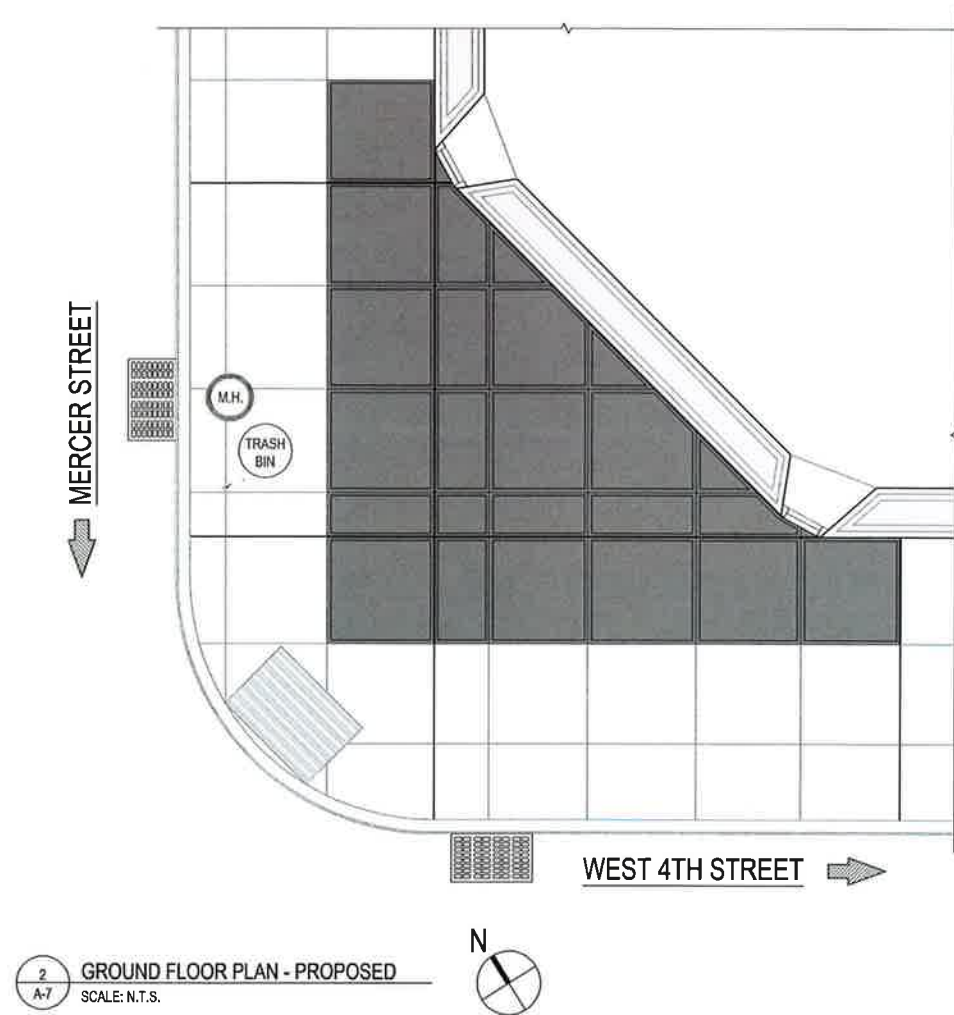 MERCER STREET
M.H.
TRASH
BIN
WEST 4TH STREET
N
2
A-7
GROUND FLOOR PLAN - PROPOSED
SCALE: N.T.S.